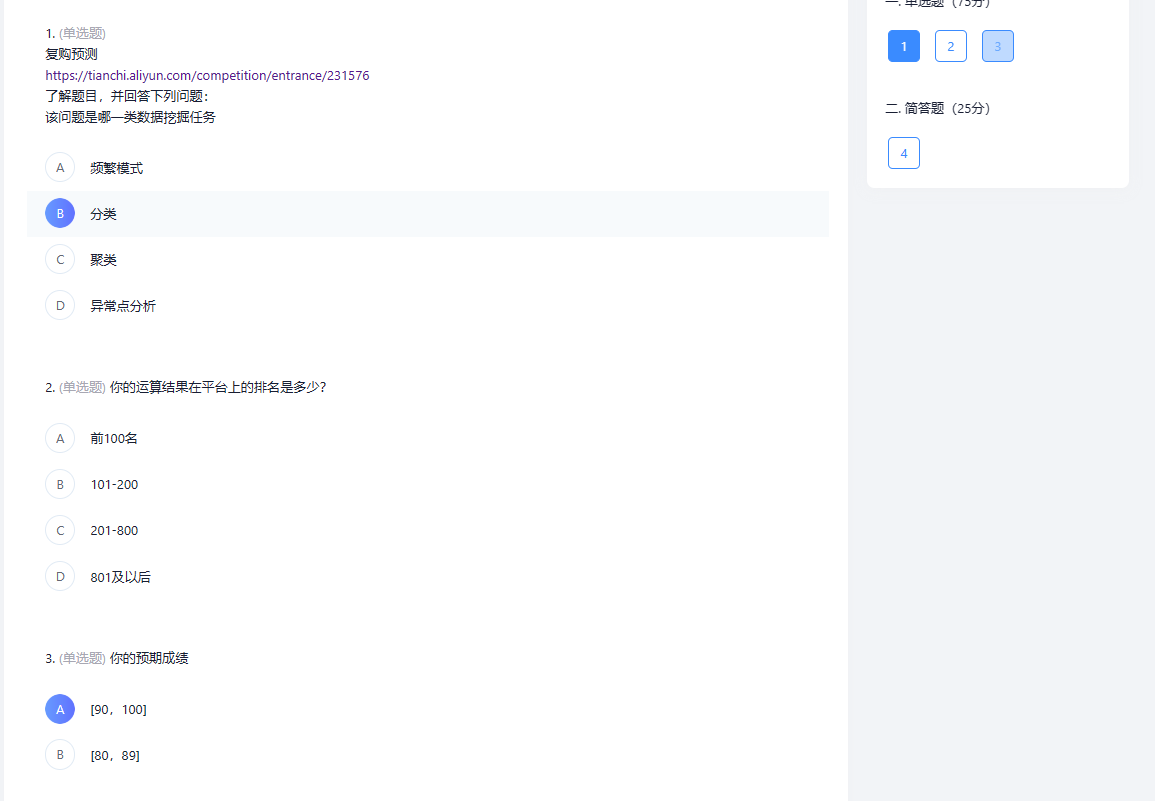 1. (单选题)
复购预测
https://tianchi.aliyun.com/competition/entrance/231576
了解题目，并回答下列问题：
该问题是哪一类数据挖掘任务
A 频繁模式
B 分类
C 聚类
D 异常点分析
2. (单选题) 你的运算结果在平台上的排名是多少？
A 前100名
B 101-200
C 201-800
D 801及以后
3. (单选题) 你的预期成绩
A [90，100]
B [80，89]
一. 单选题（75分）
1 2 3
二. 简答题（25分）
4